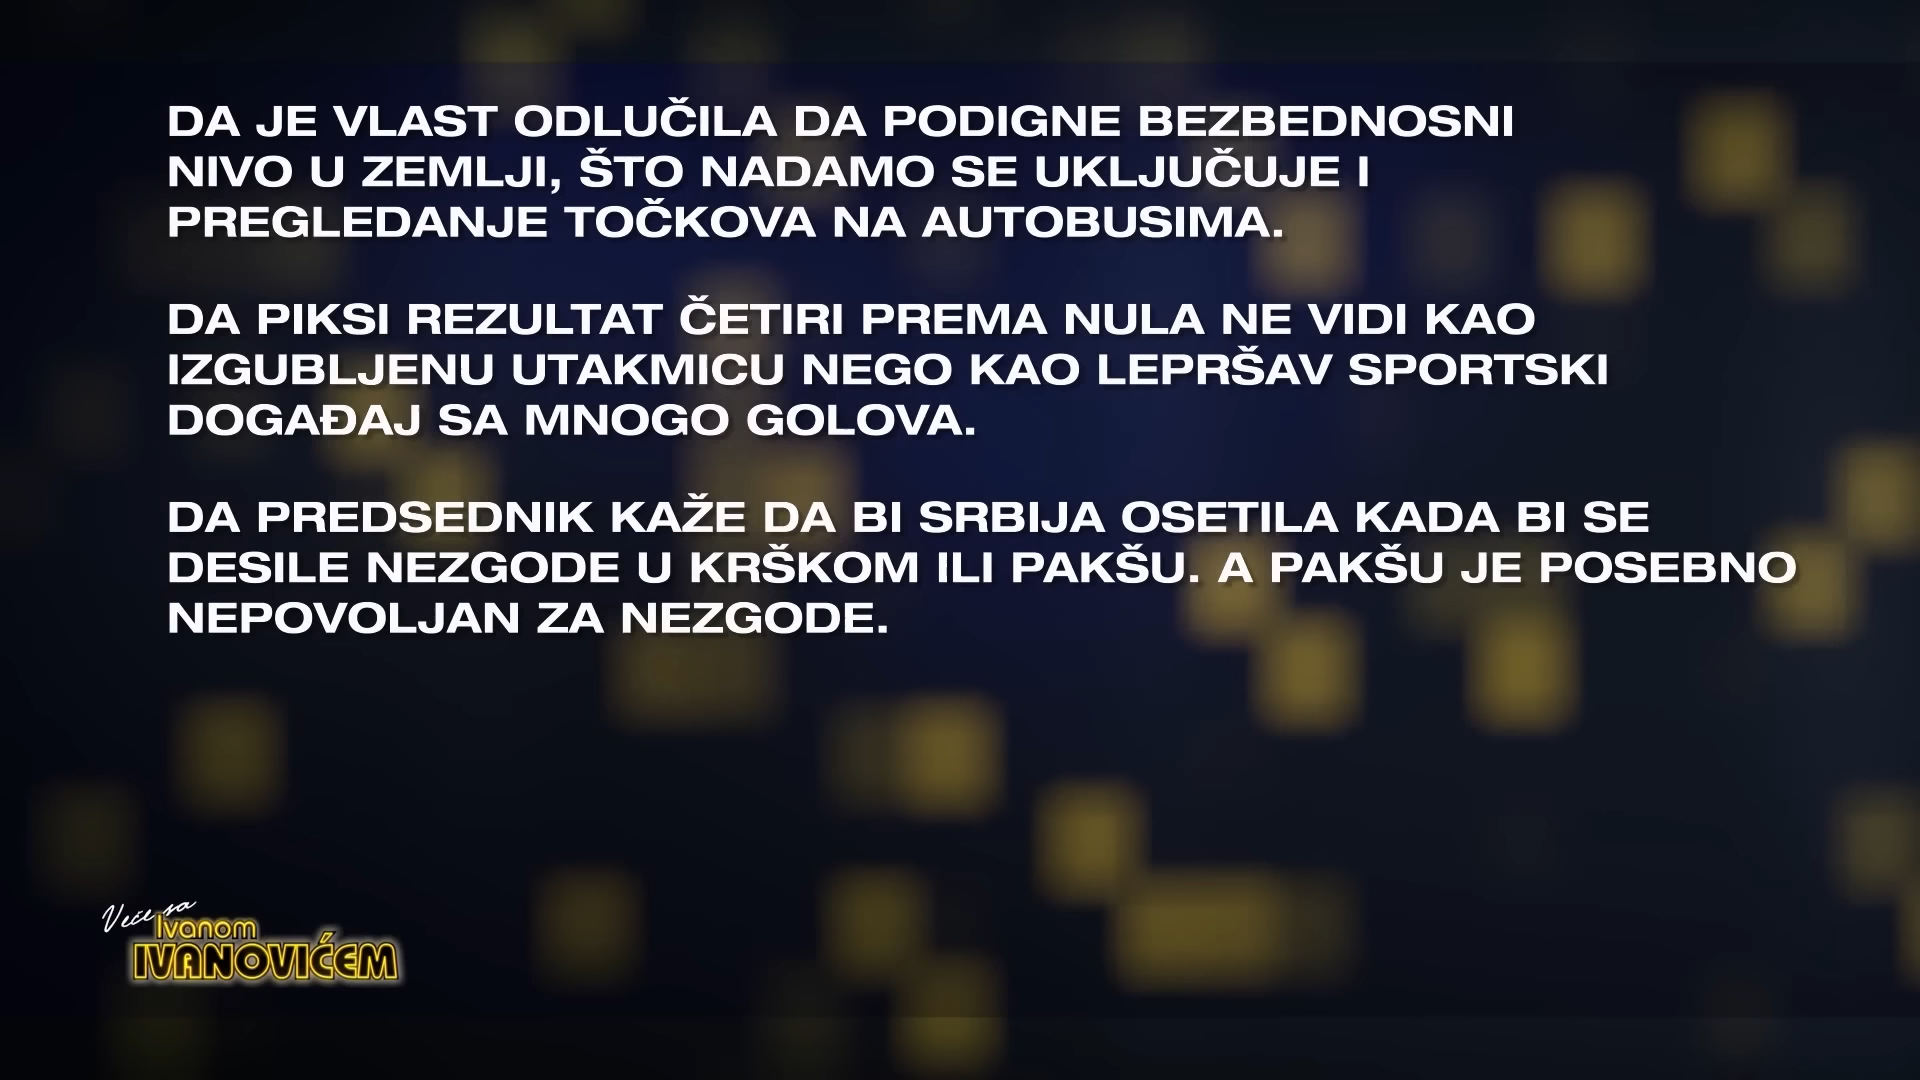 DA JE VLAST ODLUČILA DA PODIGNE BEZBEDNOSNI
NIVO U ZEMLJI, ŠTO NADAMO SE UKLJUČUJE I
PREGLEDANJE TOČKOVA NA AUTOBUSIMA.
DA PIKSI REZULTAT ČETIRI PREMA NULA NE VIDI KAO
IZGUBLJENU UTAKMICU NEGO KAO LEPRŠAV SPORTSKI
DOGAĐAJ SA MNOGO GOLOVA.
DA PREDSEDNIK KAŽE DA BI SRBIJA OSETILA KADA BI SE
DESILE NEZGODE U KRŠKOM ILI PAKŠU. A PAKŠU JE POSEBNO
NEPOVOLJAN ZA NEZGODE.
Veče sa
Ivanom
IVANOVIĆEM